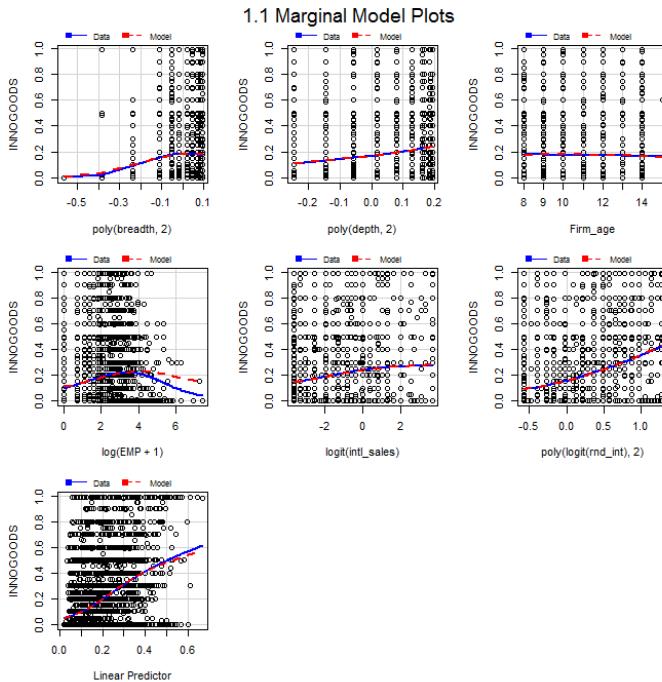 1.1 Marginal Model Plots
Data Model
INNOGOODS
0.0 0.2 0.4 0.6 0.8 1.0
-0.5 -0.3 -0.1 0.1
poly(breadth, 2)
Data Model
INNOGOODS
0.0 0.2 0.4 0.6 0.8 1.0
-0.2 -0.1 0.0 0.1 0.2
poly(depth, 2)
Data Model
INNOGOODS
0.0 0.2 0.4 0.6 0.8 1.0
8 9 10 12 14
Firm_age
Data Model
INNOGOODS
0.0 0.2 0.4 0.6 0.8 1.0
0 2 4 6
log(EMP + 1)
Data Model
INNOGOODS
0.0 0.2 0.4 0.6 0.8 1.0
-2 0 2
logit(intl_sales)
Data Model
INNOGOODS
0.0 0.2 0.4 0.6 0.8 1.0
-0.5 0.0 0.5 1.0
poly(logit(rnd_int), 2)
Data Model
INNOGOODS
0.0 0.2 0.4 0.6 0.8 1.0
0.0 0.2 0.4 0.6
Linear Predictor